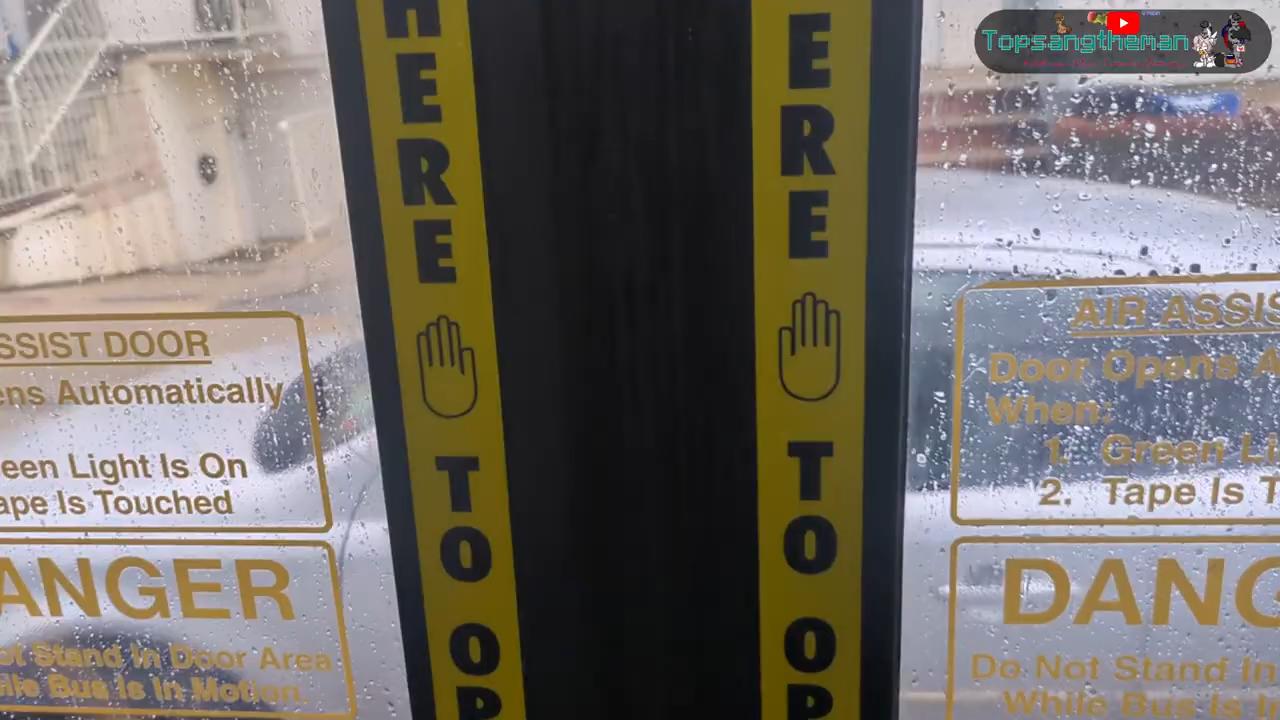 Topsangtheman
HERE
TO
OP
ERE
TO
OP
SSIST DOOR
ens Automatically
een Light Is On
ape Is Touched
ANGER
ot Stand In Door Area
ile Bus Is In Motion.
AIR ASSIS
Door Opens A
When:
1. Green Li
2. Tape Is T
DANG
Do Not Stand In
While Bus Is I